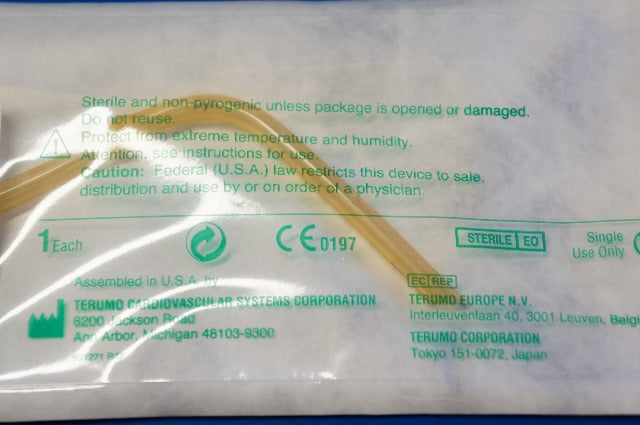 Sterile and non-pyrogenic unless package is opened or damaged.
Do not reuse.
Protect from extreme temperature and humidity.
Attention, see instructions for use.
Caution: Federal (U.S.A.) law restricts this device to sale,
distribution and use by or on order of a physician.
1 Each
CE 0197
STERILE EO
Single
Use Only
Assembled in U.S.A. by
TERUMO CARDIOVASCULAR SYSTEMS CORPORATION
6200 Jackson Road
Ann Arbor, Michigan 48103-9300
EC REP
TERUMO EUROPE N.V.
Interleuvenlaan 40, 3001 Leuven, Belgi
TERUMO CORPORATION
Tokyo 151-0072, Japan